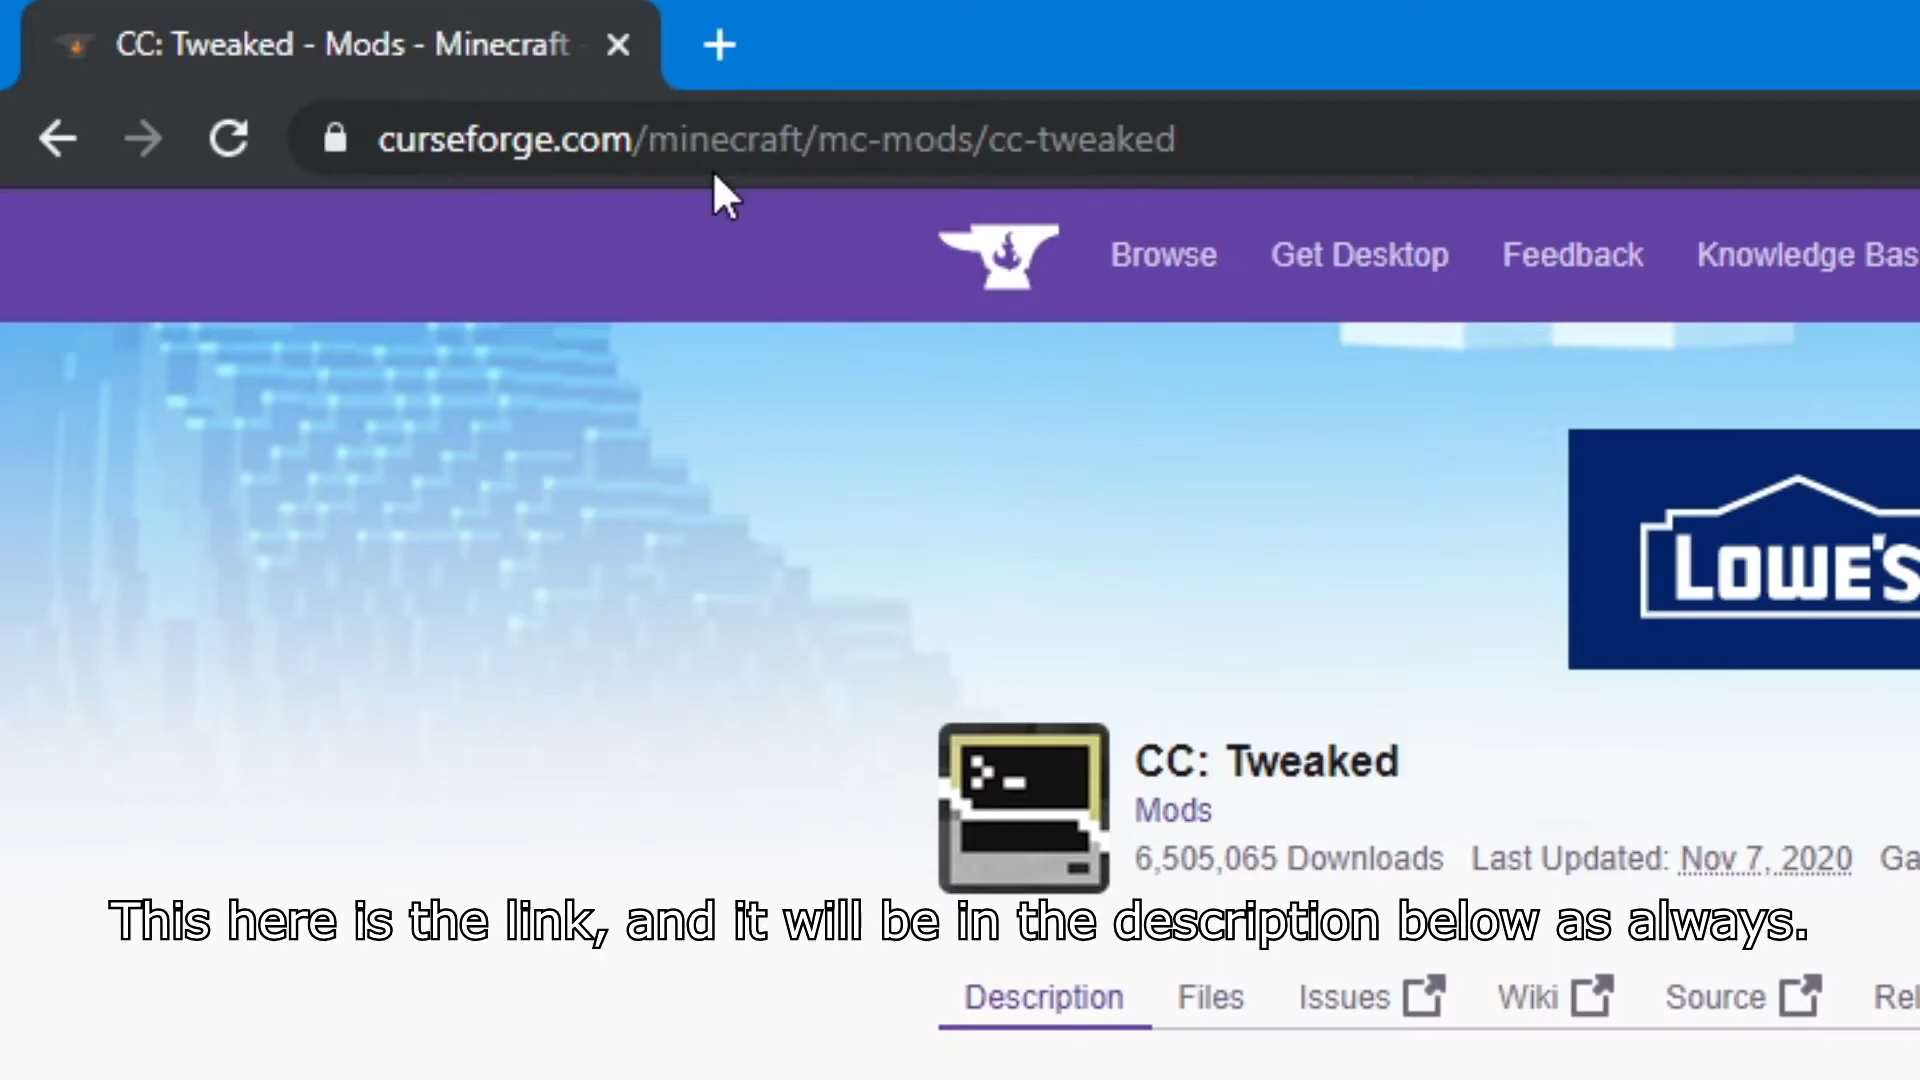 CC: Tweaked - Mods - Minecraft -
curseforge.com/minecraft/mc-mods/cc-tweaked
Browse Get Desktop Feedback Knowledge Bas
LOWE'S
>_
CC: Tweaked
Mods
6,505,065 Downloads Last Updated: Nov 7, 2020 Ga
This here is the link, and it will be in the description below as always.
Description Files Issues Wiki Source Rel